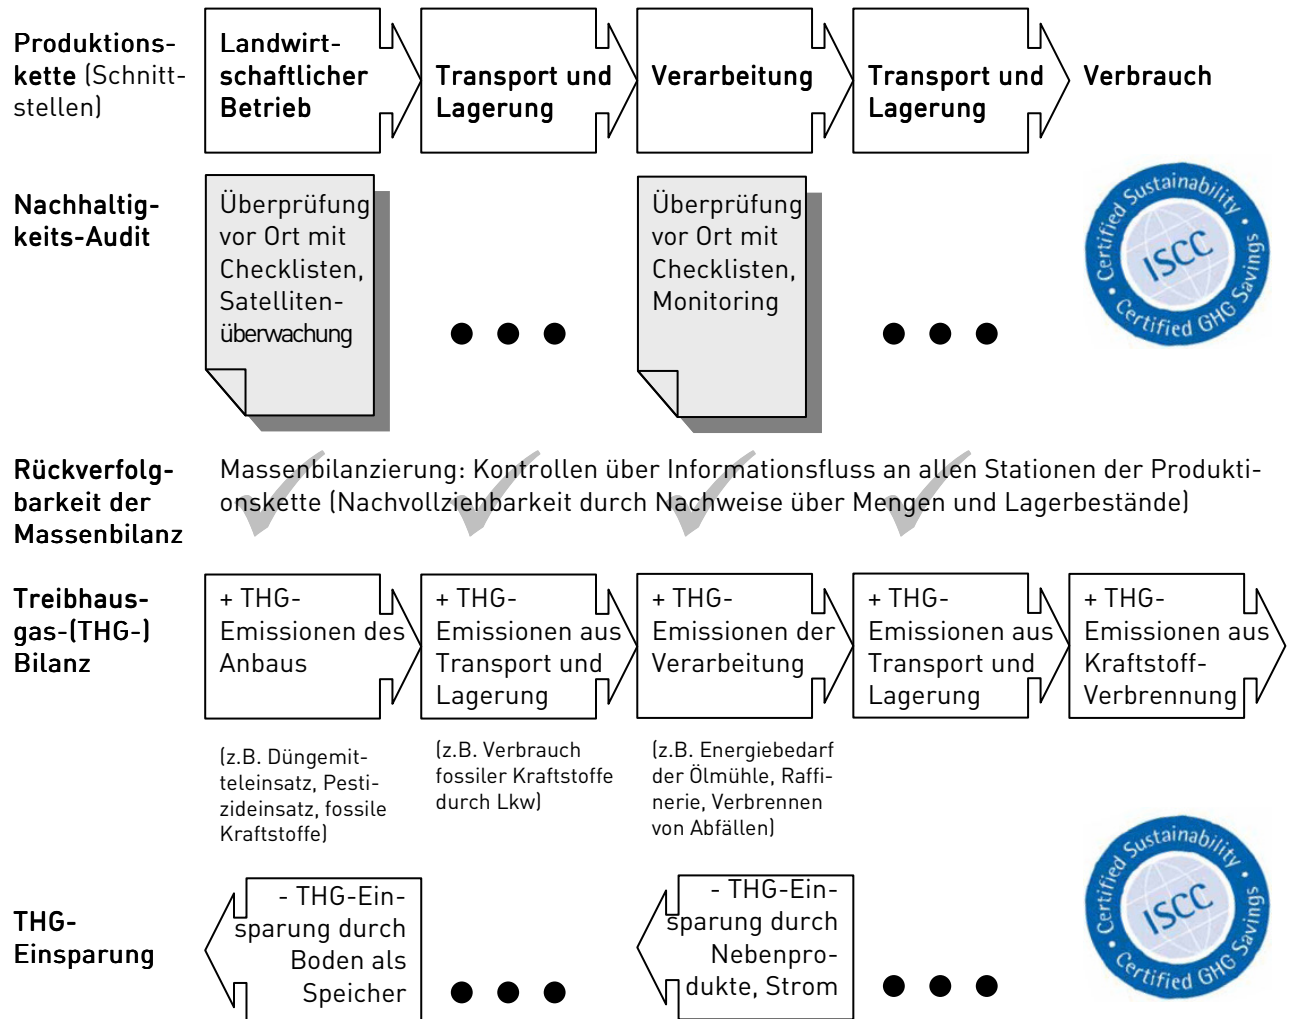 Produktions-
kette (Schnitt-
stellen)
Landwirt-
schaftlicher
Betrieb
Transport und
Lagerung
Verarbeitung
Transport und
Lagerung
Verbrauch
Nachhaltig-
keits-Audit
Überprüfung
vor Ort mit
Checklisten,
Satelliten-
überwachung
Überprüfung
vor Ort mit
Checklisten,
Monitoring
Certified Sustainability
ISCC
Certified GHG Savings
Rückverfolg-
barkeit der
Massenbilanz
Massenbilanzierung: Kontrollen über Informationsfluss an allen Stationen der Produkti-
onskette (Nachvollziehbarkeit durch Nachweise über Mengen und Lagerbestände)
Treibhaus-
gas-(THG-)
Bilanz
+ THG-
Emissionen des
Anbaus
+ THG-
Emissionen aus
Transport und
Lagerung
+ THG-
Emissionen der
Verarbeitung
+ THG-
Emissionen aus
Transport und
Lagerung
+ THG-
Emissionen aus
Kraftstoff-
Verbrennung
(z.B. Düngemit-
teleinsatz, Pesti-
zideinsatz, fossile
Kraftstoffe)
(z.B. Verbrauch
fossiler Kraftstoffe
durch Lkw)
(z.B. Energiebedarf
der Ölmühle, Raffi-
nerie, Verbrennen
von Abfällen)
THG-
Einsparung
- THG-Ein-
sparung durch
Boden als
Speicher
- THG-Ein-
sparung durch
Nebenpro-
dukte, Strom
Certified Sustainability
ISCC
Certified GHG Savings